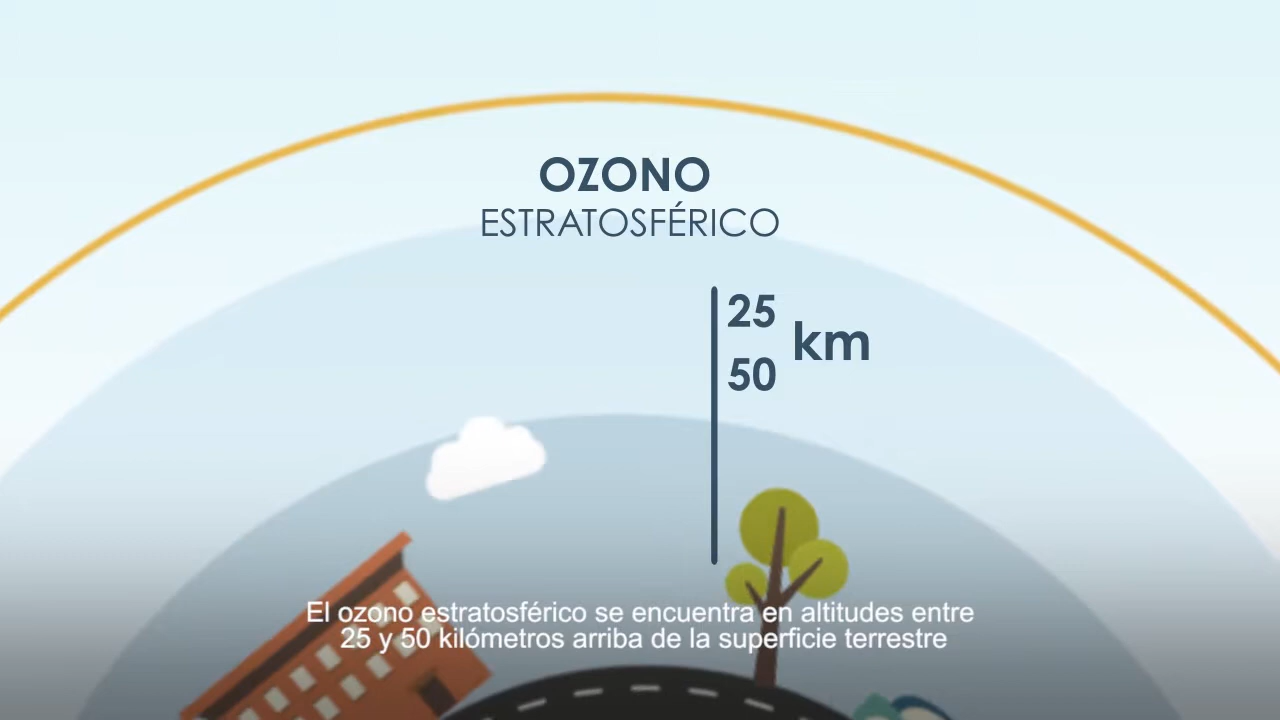 OZONO
ESTRATOSFÉRICO
25
km
50
El ozono estratosférico se encuentra en altitudes entre
25 y 50 kilómetros arriba de la superficie terrestre